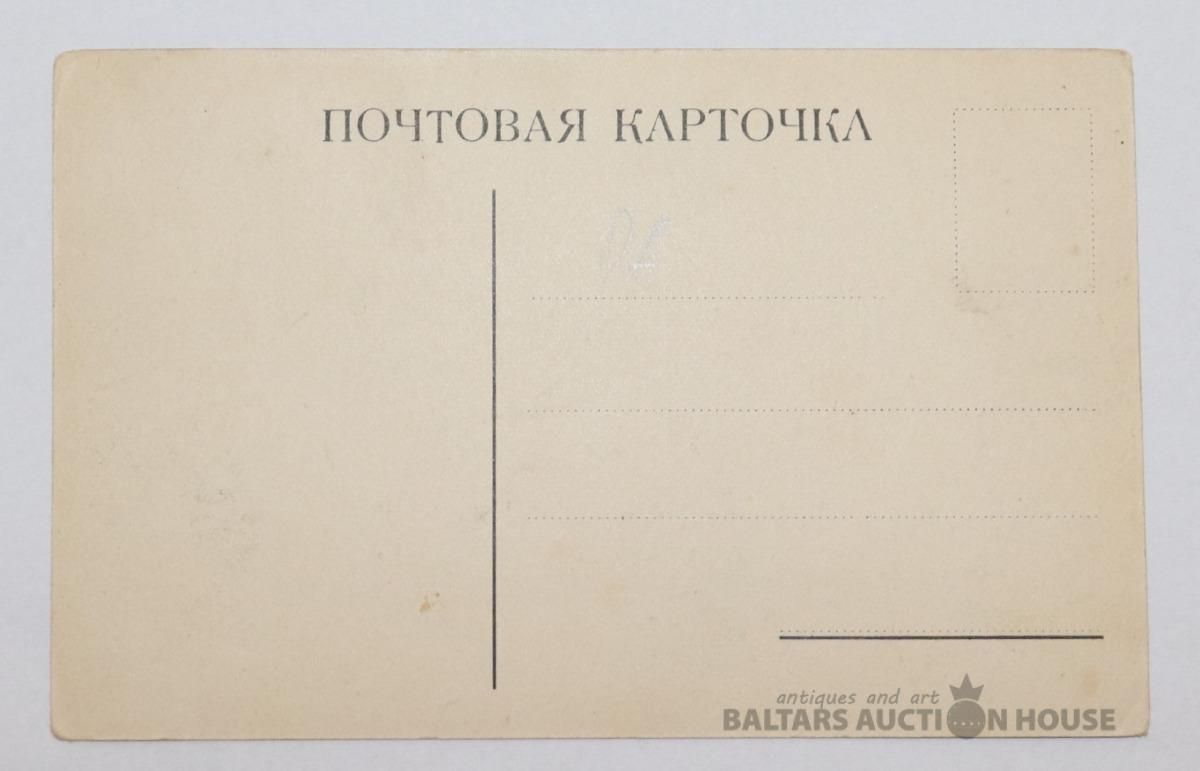 ПОЧТОВАЯ КАРТОЧКА
antiques and art
BALTARS AUCTION HOUSE